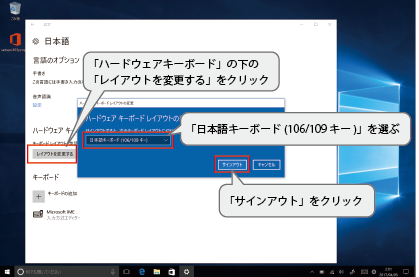 ごみ箱
設定
日本語
言語のオプション
手書き
「ハードウェアキーボード」の下の
「レイアウトを変更する」をクリック
音声認識
設定
ハードウェア キーボード レイアウトの変更
ハードウェア キーボード レイアウトの
日本語キーボード (106/109 キー)
「日本語キーボード (106/109 キー)」を選ぶ
ハードウェア キー
レイアウトを変更する
サインアウト
キャンセル
キーボード
キーボードの追加
「サインアウト」をクリック
Microsoft IME
入力方式エディター